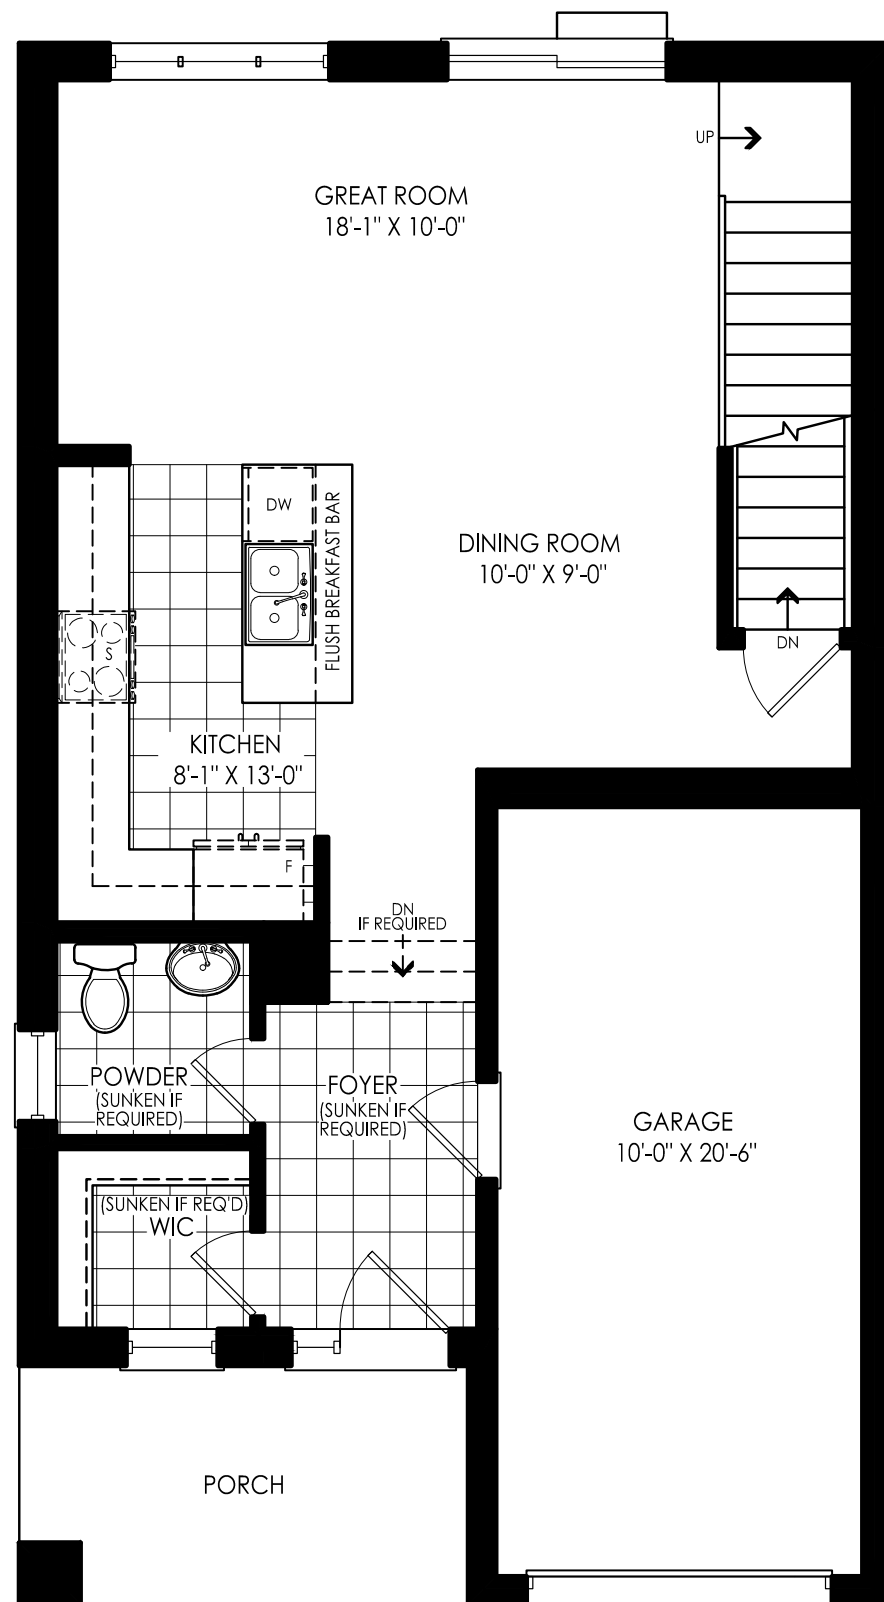 UP
GREAT ROOM
18'-1" X 10'-0"
DW
FLUSH BREAKFAST BAR
DINING ROOM
10'-0" X 9'-0"
S
DN
KITCHEN
8'-1" X 13'-0"
F
DN
IF REQUIRED
POWDER
(SUNKEN IF
REQUIRED)
FOYER
(SUNKEN IF
REQUIRED)
GARAGE
10'-0" X 20'-6"
(SUNKEN IF REQ'D)
WIC
PORCH